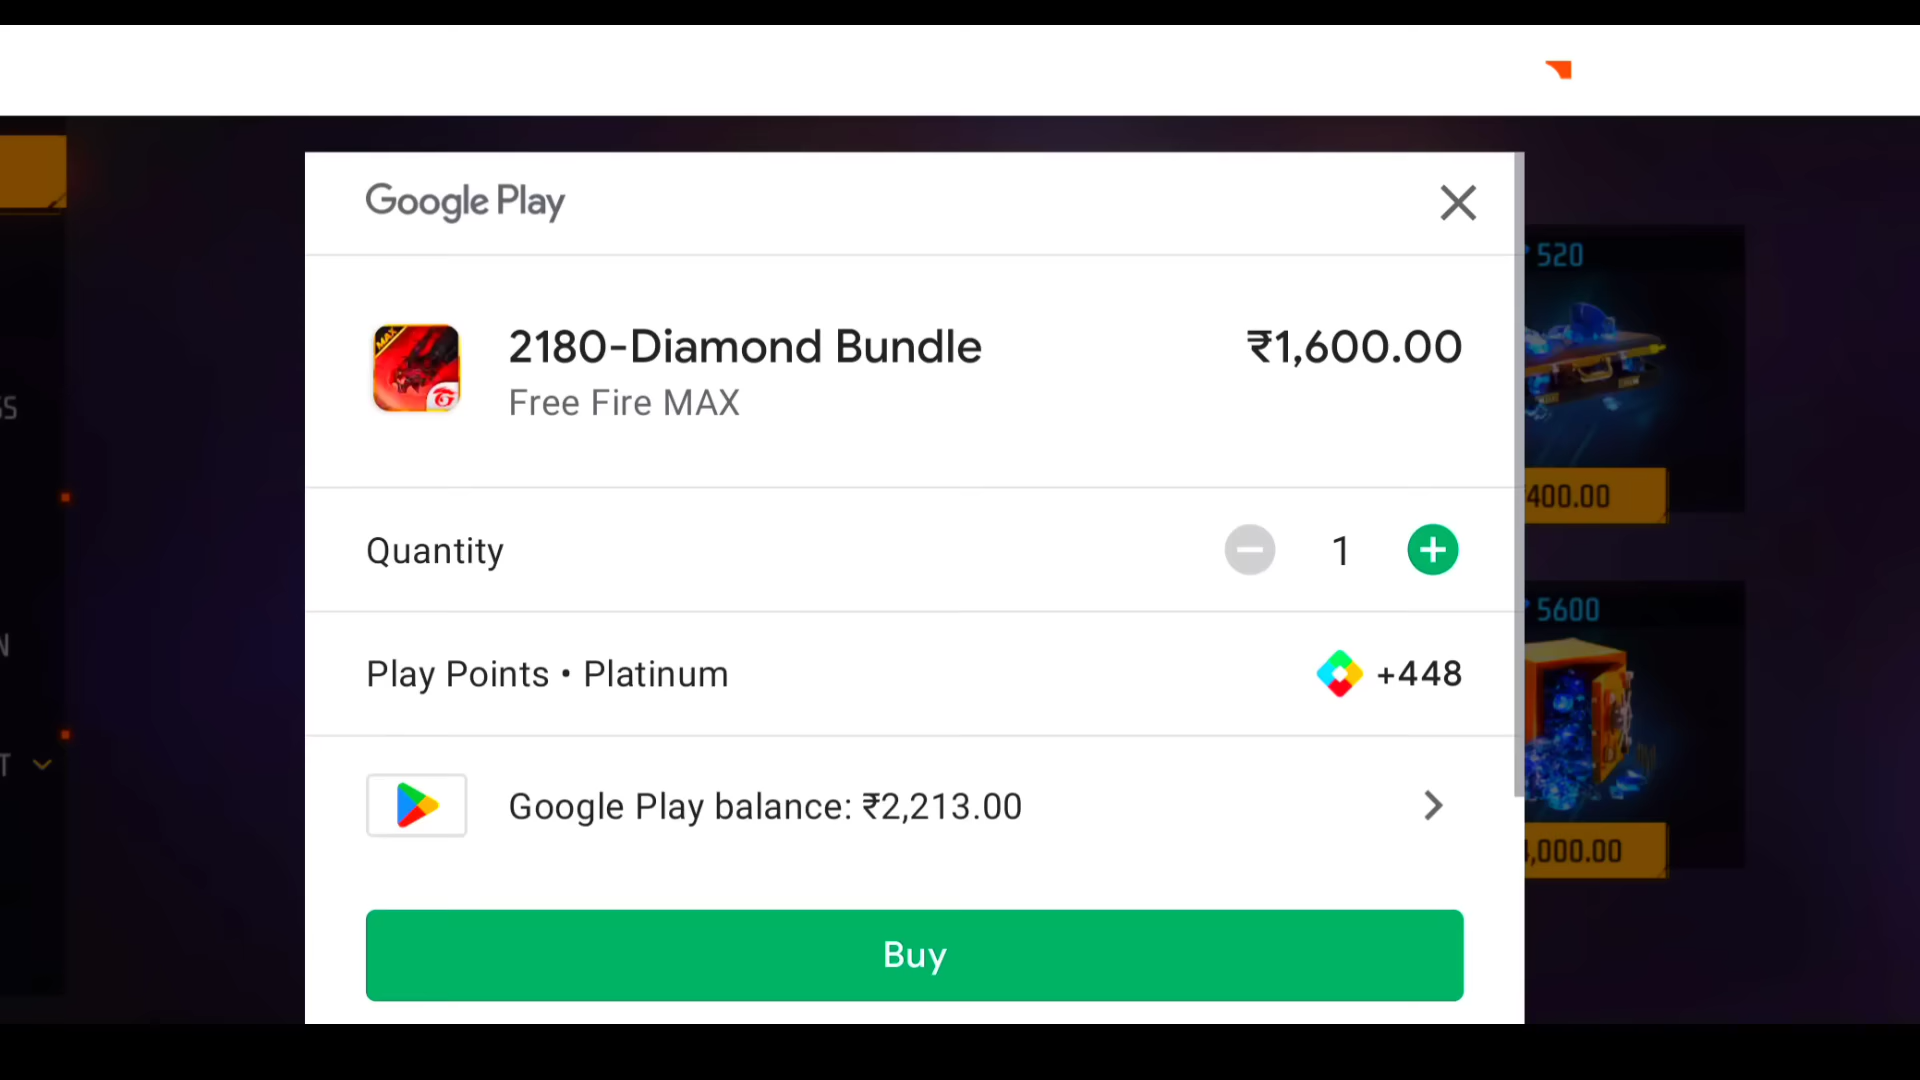 Google Play
2180-Diamond Bundle
₹1,600.00
Free Fire MAX
Quantity
1
Play Points • Platinum
+448
Google Play balance: ₹2,213.00
Buy
520
400.00
5600
,000.00
MAX